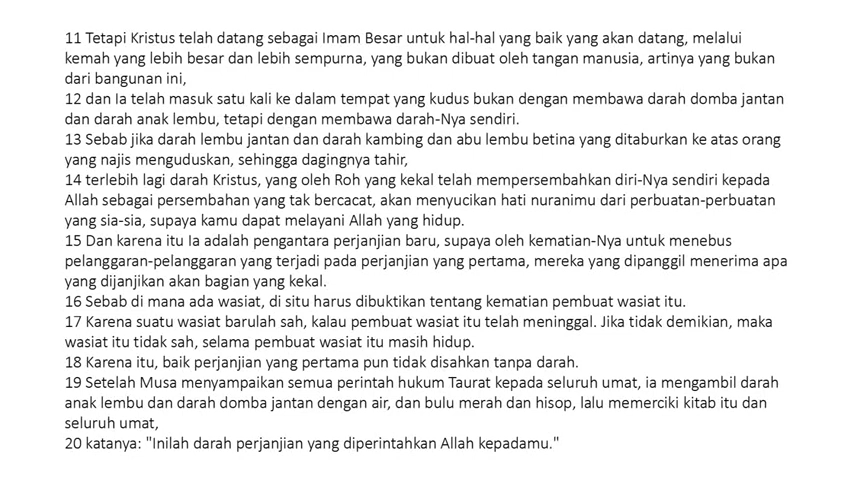 11 Tetapi Kristus telah datang sebagai Imam Besar untuk hal-hal yang baik yang akan datang, melalui
kemah yang lebih besar dan lebih sempurna, yang bukan dibuat oleh tangan manusia, artinya yang bukan
dari bangunan ini,
12 dan Ia telah masuk satu kali ke dalam tempat yang kudus bukan dengan membawa darah domba jantan
dan darah anak lembu, tetapi dengan membawa darah-Nya sendiri.
13 Sebab jika darah lembu jantan dan darah kambing dan abu lembu betina yang ditaburkan ke atas orang
yang najis menguduskan, sehingga dagingnya tahir,
14 terlebih lagi darah Kristus, yang oleh Roh yang kekal telah mempersembahkan diri-Nya sendiri kepada
Allah sebagai persembahan yang tak bercacat, akan menyucikan hati nuranimu dari perbuatan-perbuatan
yang sia-sia, supaya kamu dapat melayani Allah yang hidup.
15 Dan karena itu Ia adalah pengantara perjanjian baru, supaya oleh kematian-Nya untuk menebus
pelanggaran-pelanggaran yang terjadi pada perjanjian yang pertama, mereka yang dipanggil menerima apa
yang dijanjikan akan bagian yang kekal.
16 Sebab di mana ada wasiat, di situ harus dibuktikan tentang kematian pembuat wasiat itu.
17 Karena suatu wasiat barulah sah, kalau pembuat wasiat itu telah meninggal. Jika tidak demikian, maka
wasiat itu tidak sah, selama pembuat wasiat itu masih hidup.
18 Karena itu, baik perjanjian yang pertama pun tidak disahkan tanpa darah.
19 Setelah Musa menyampaikan semua perintah hukum Taurat kepada seluruh umat, ia mengambil darah
anak lembu dan darah domba jantan dengan air, dan bulu merah dan hisop, lalu memerciki kitab itu dan
seluruh umat,
20 katanya: "Inilah darah perjanjian yang diperintahkan Allah kepadamu."